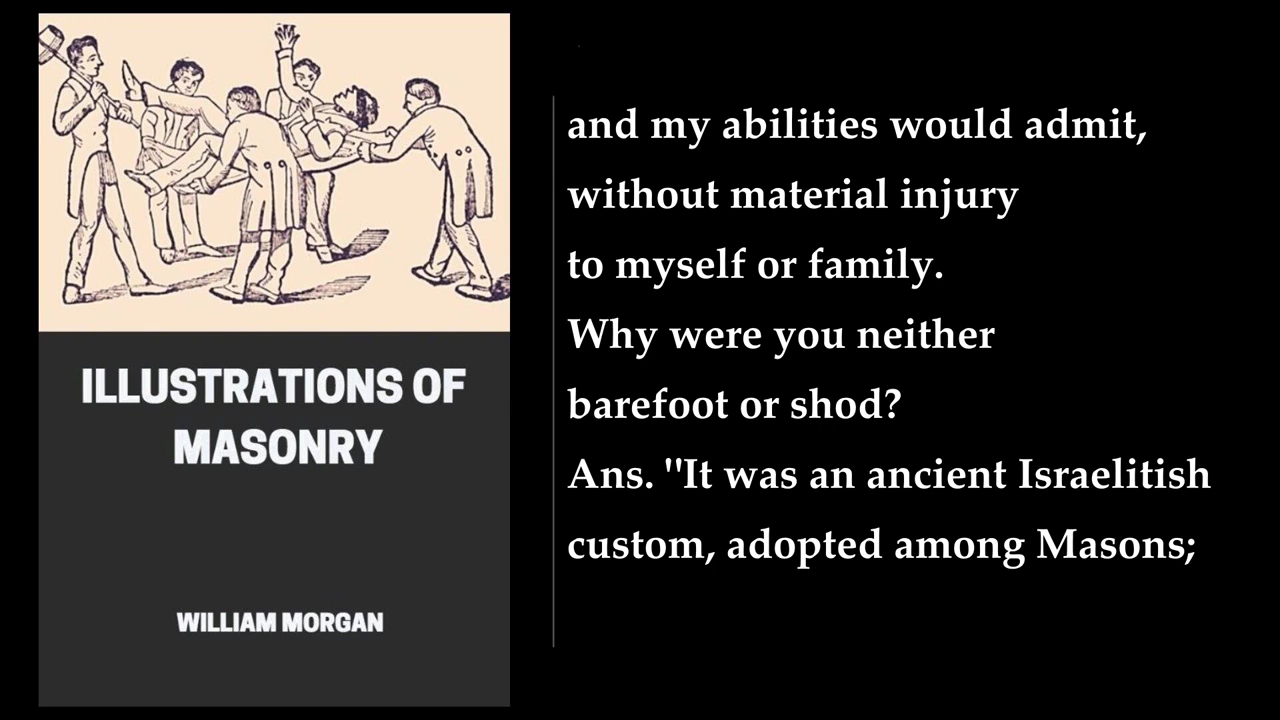 ILLUSTRATIONS OF
MASONRY
WILLIAM MORGAN
and my abilities would admit,
without material injury
to myself or family.
Why were you neither
barefoot or shod?
Ans. "It was an ancient Israelitish
custom, adopted among Masons;